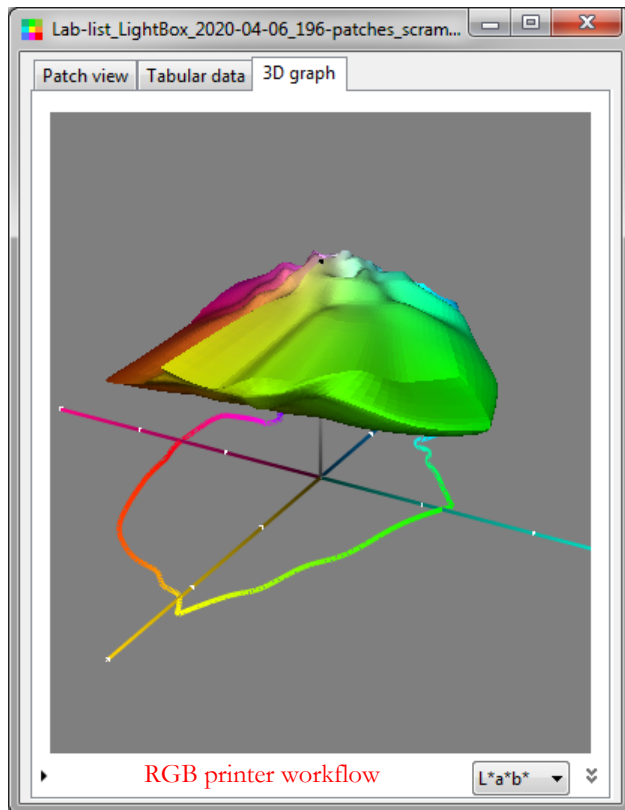 Lab-list_LightBox_2020-04-06_196-patches_scram...
Patch view Tabular data 3D graph
RGB printer workflow L*a*b*